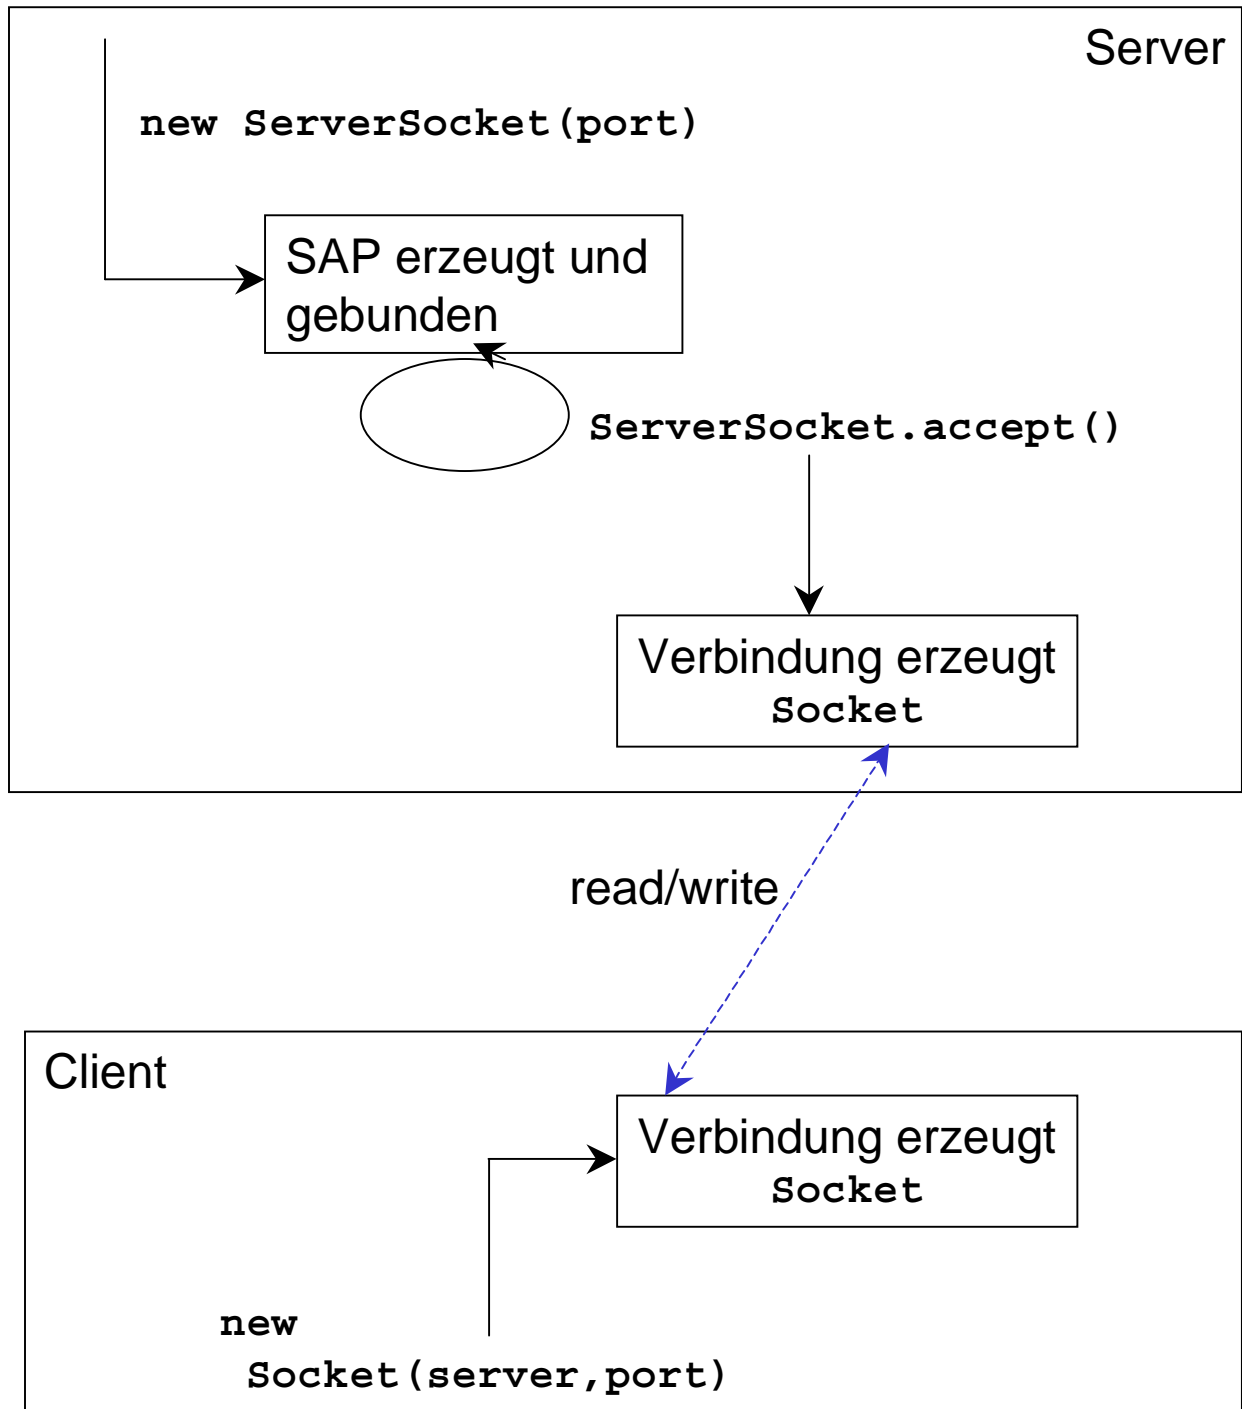 Server
new ServerSocket(port)
SAP erzeugt und
gebunden
ServerSocket.accept()
Verbindung erzeugt
Socket
read/write
Client
Verbindung erzeugt
Socket
new
Socket(server,port)